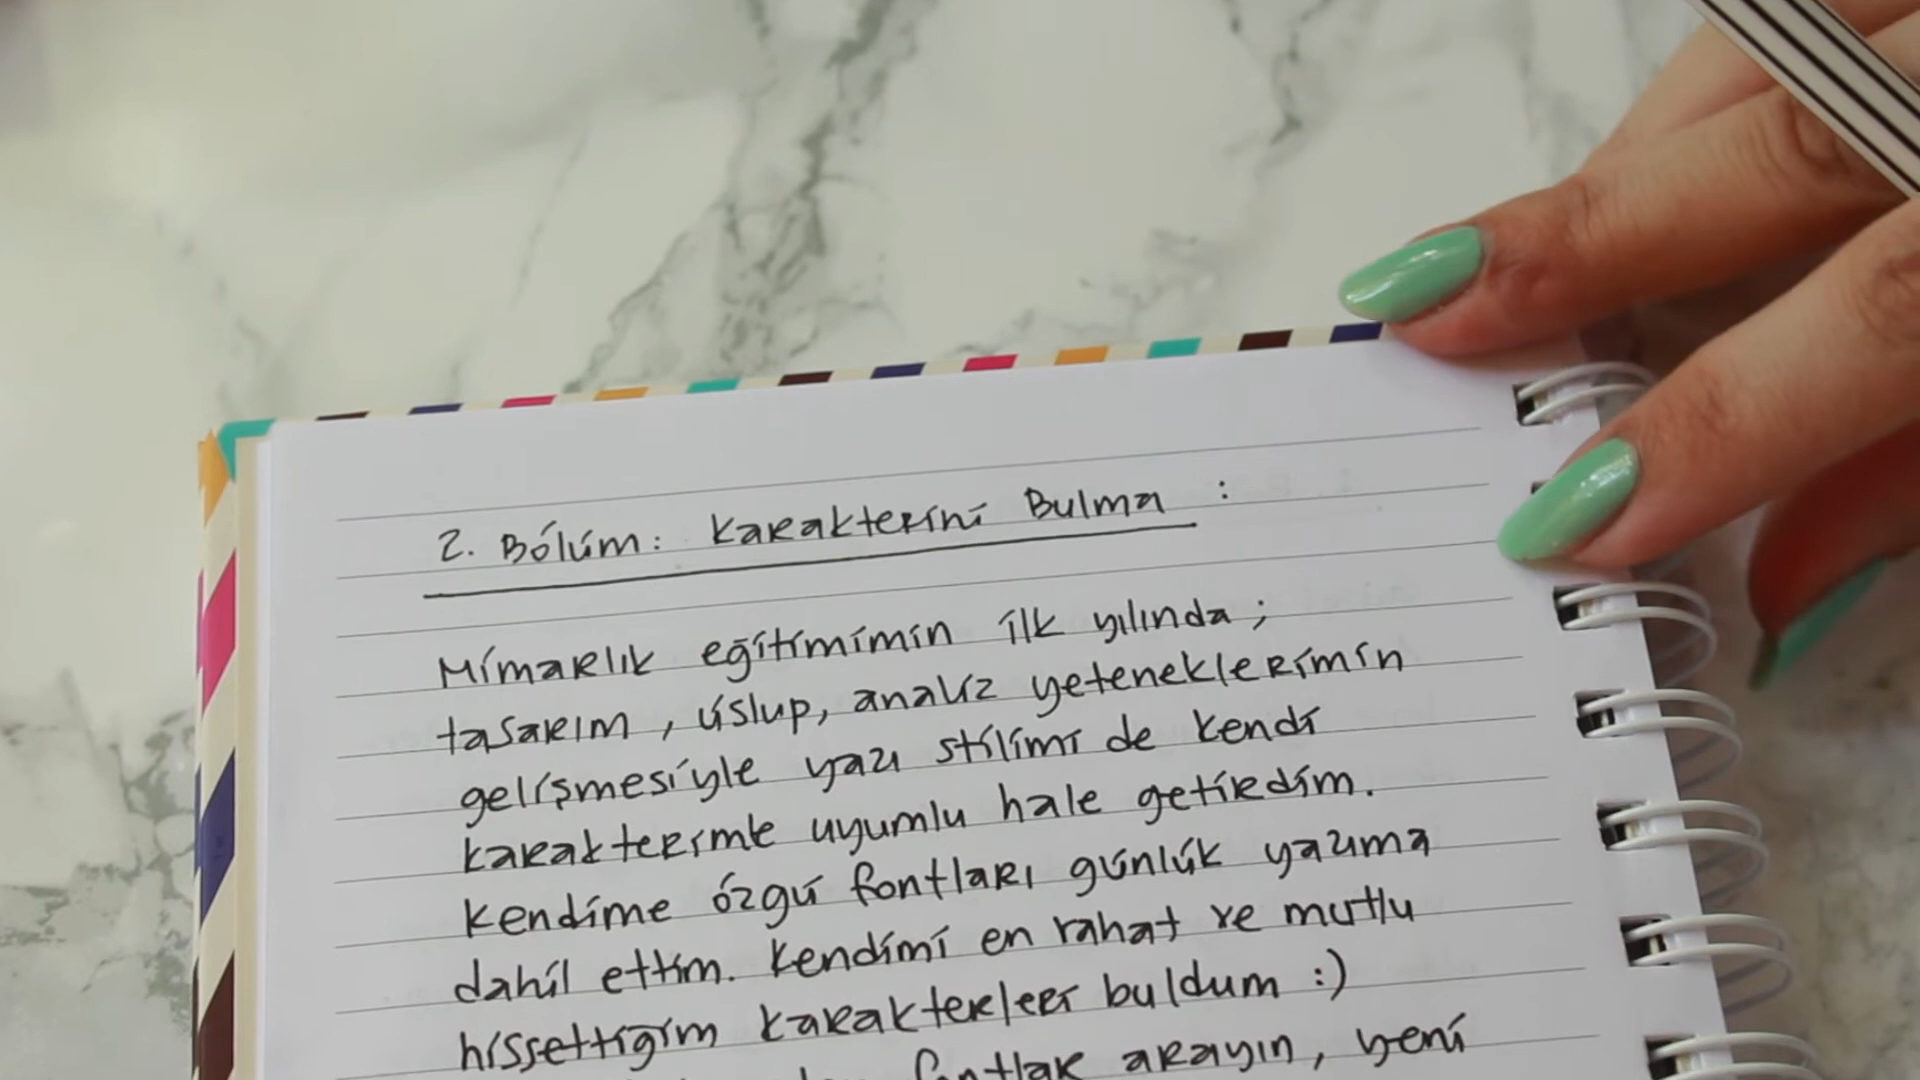 2. Bölüm: Karakterini Bulma :
Mimarlık eğitimimin ilk yılında ;
tasarım , üslup, analiz yeteneklerimin
gelişmesiyle yazı stilimi de kendi
karakterimle uyumlu hale getirdim.
Kendime özgü fontları günlük yazıma
dahil ettim. Kendimi en rahat ve mutlu
hissettiğim karakterleri buldum :)
fontlar arayın, yeni